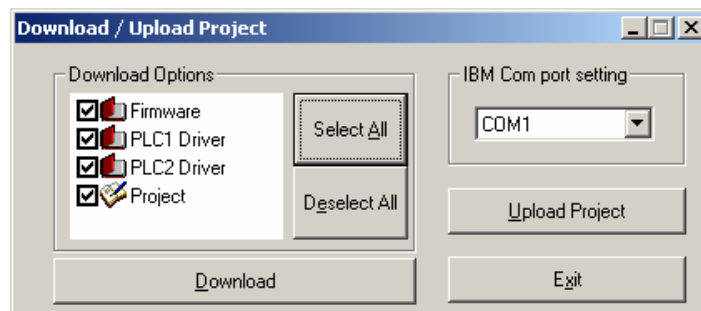 Download / Upload Project
Download Options
Firmware
PLC1 Driver
PLC2 Driver
Project
Select All
Deselect All
Download
IBM Com port setting
COM1
Upload Project
Exit